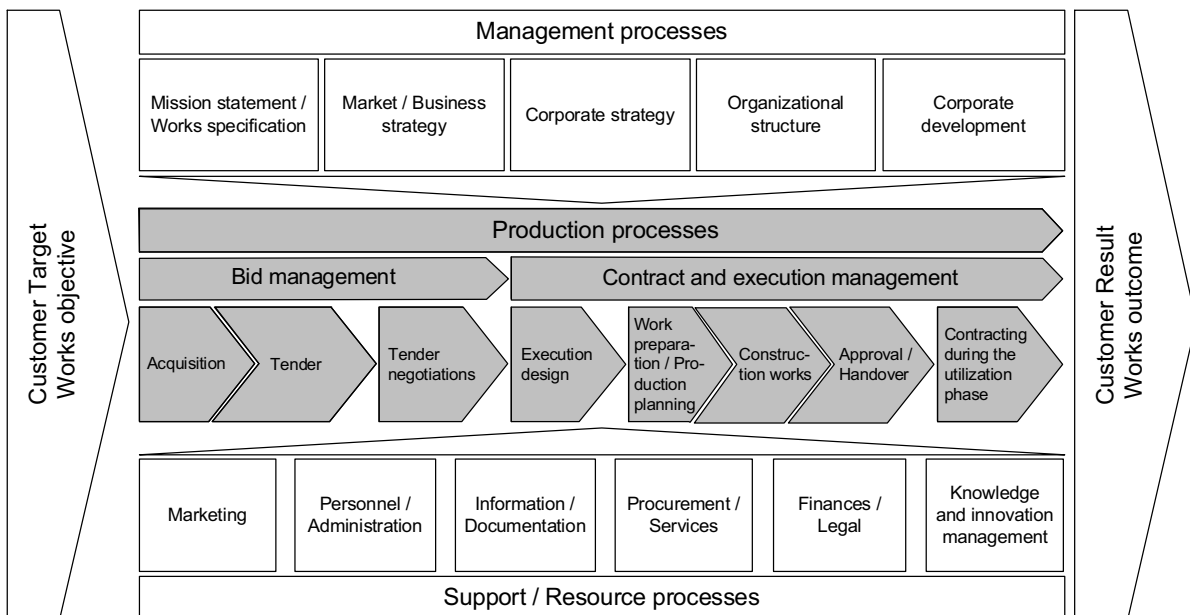 Customer Target
Works objective
Management processes
Mission statement /
Works specification
Market / Business
strategy
Corporate strategy
Organizational
structure
Corporate
development
Production processes
Bid management
Contract and execution management
Acquisition
Tender
Tender
negotiations
Execution
design
Work
prepara-
tion / Pro-
duction
planning
Construc-
tion works
Approval /
Handover
Contracting
during the
utilization
phase
Marketing
Personnel /
Administration
Information /
Documentation
Procurement /
Services
Finances /
Legal
Knowledge
and innovation
management
Support / Resource processes
Customer Result
Works outcome